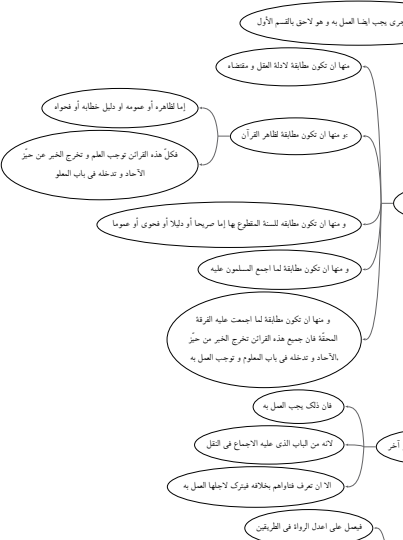 جرى يجب ايضا العمل به و هو لاحق بالقسم الأول
منها ان تكون مطابقة لادلة العقل و مقتضاه
إما لظاهره أو عمومه او دليل خطابه أو فحواه
و منها ان تكون مطابقة لظاهر القرآن:
فكلّ هذه القرائن توجب العلم و تخرج الخبر عن حيّز
الآحاد و تدخله في باب المعلو
و منها ان تكون مطابقه للسنة المقطوع بها إما صريحا أو دليلا أو فحوى أو عموما
و منها ان تكون مطابقة لما اجمع المسلمون عليه
و منها ان تكون مطابقة لما اجمعت عليه الفرقة
المحقّة فان جميع هذه القرائن تخرج الخبر من حيّز
الآحاد و تدخله في باب المعلوم و توجب العمل به.
فان ذلک يجب العمل به
لانه من الباب الذى عليه الاجماع فى النقل
آخر
الا ان تعرف فتاواهم بخلافه فيترک لاجلها العمل به
فيعمل على اعدل الرواة فى الطريقين